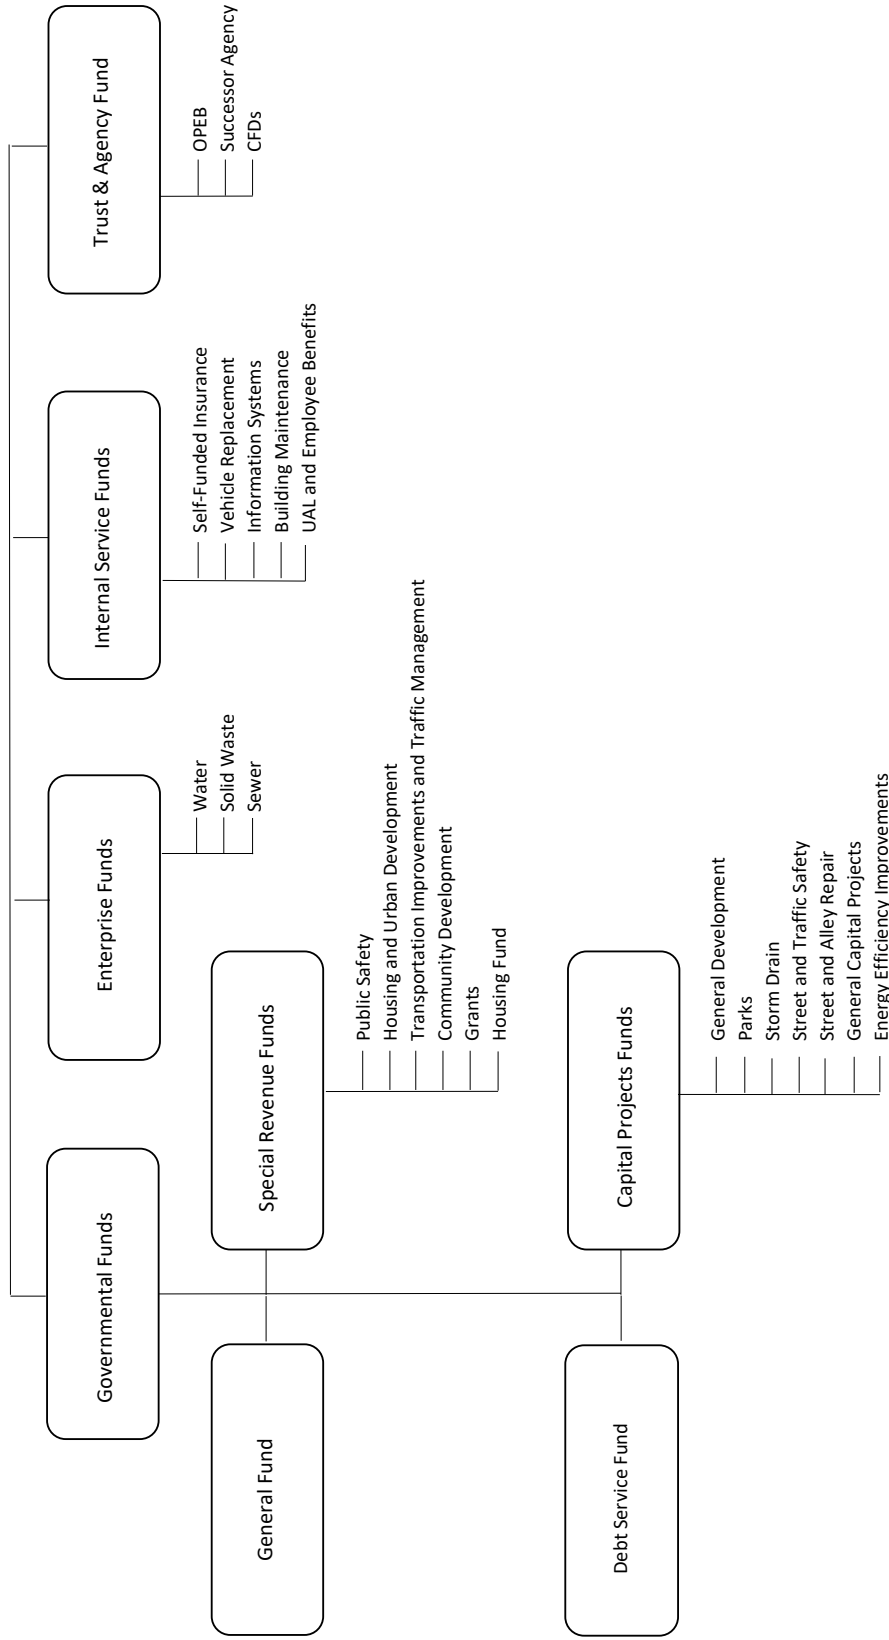 Governmental Funds
Enterprise Funds
Internal Service Funds
Trust & Agency Fund
Water
Solid Waste
Sewer
Self-Funded Insurance
Vehicle Replacement
Information Systems
Building Maintenance
UAL and Employee Benefits
OPEB
Successor Agency
CFDs
General Fund
Special Revenue Funds
Public Safety
Housing and Urban Development
Transportation Improvements and Traffic Management
Community Development
Grants
Housing Fund
Debt Service Fund
Capital Projects Funds
General Development
Parks
Storm Drain
Street and Traffic Safety
Street and Alley Repair
General Capital Projects
Energy Efficiency Improvements